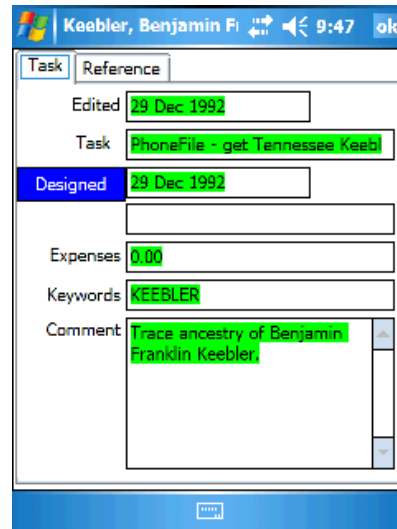 Keebler, Benjamin Fr 9:47 ok
Task Reference
Edited 29 Dec 1992
Task PhoneFile - get Tennessee Keebl
Designed 29 Dec 1992
Expenses 0.00
Keywords KEEBLER
Comment Trace ancestry of Benjamin
Franklin Keebler.